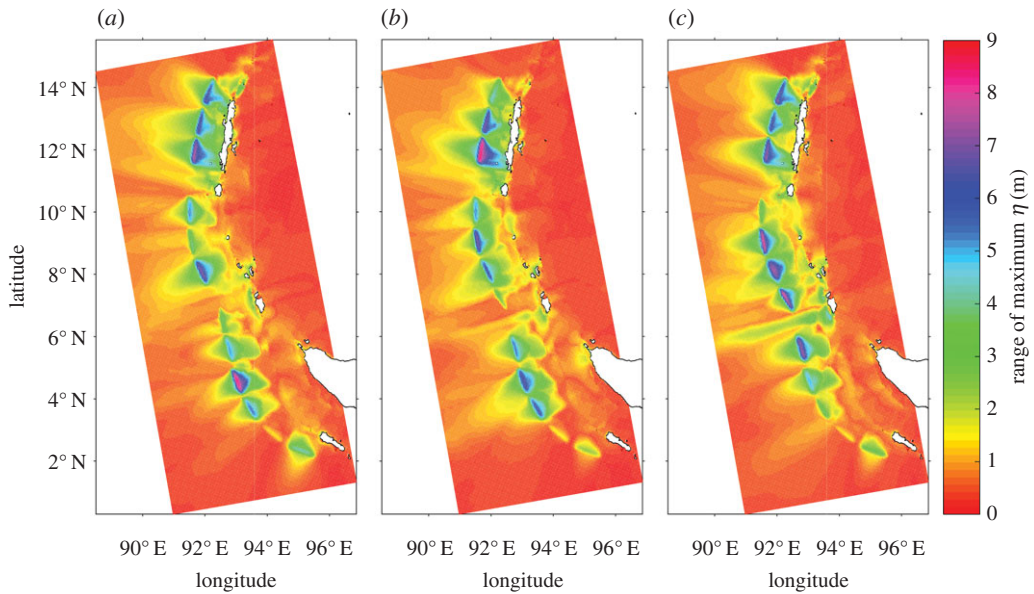 (a) (b) (c)
14° N
12° N
10° N
8° N
6° N
4° N
2° N
latitude
90° E 92° E 94° E 96° E
longitude
90° E 92° E 94° E 96° E
longitude
90° E 92° E 94° E 96° E
longitude
9
8
7
6
5
4
3
2
1
0
range of maximum η (m)